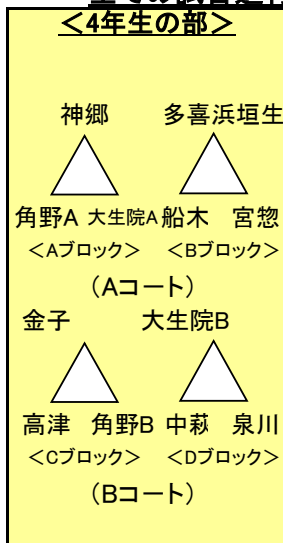 <4年生の部>
神郷 多喜浜垣生
角野A 大生院A 船木 宮惣
<Aブロック> <Bブロック>
（Aコート）
金子 大生院B
高津 角野B 中萩 泉川
<Cブロック> <Dブロック>
（Bコート）